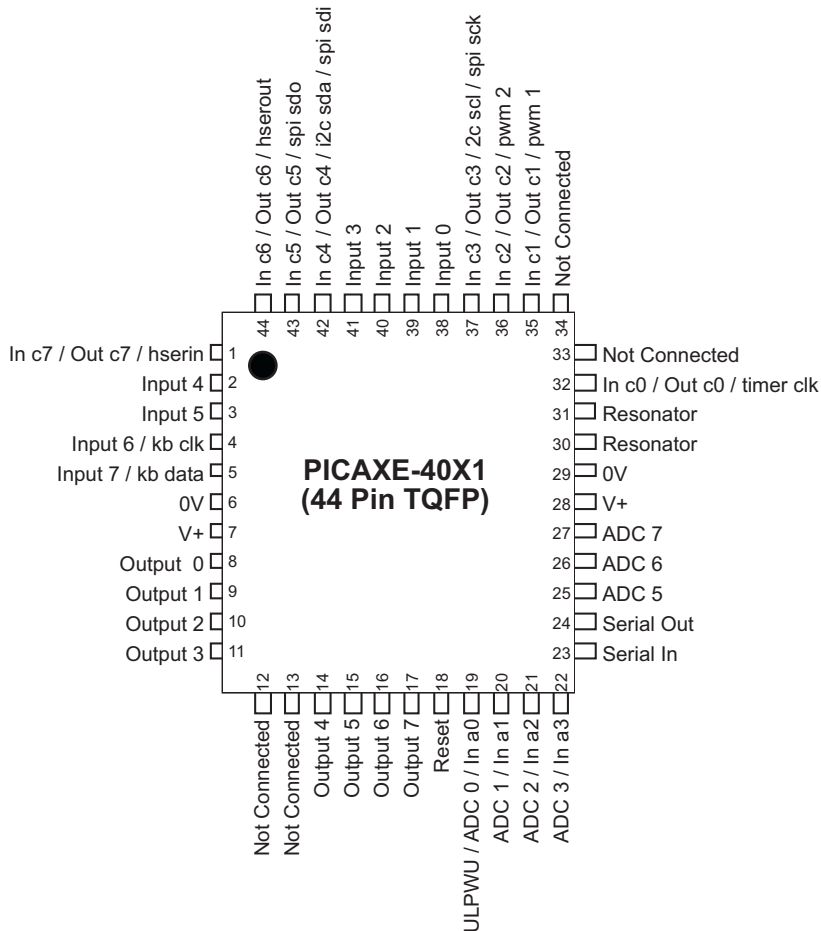 In c6 / Out c6 / hserout
In c5 / Out c5 / spi sdo
In c4 / Out c4 / i2c sda / spi sdi
Input 3
Input 2
Input 1
Input 0
In c3 / Out c3 / 2c scl / spi sck
In c2 / Out c2 / pwm 2
In c1 / Out c1 / pwm 1
Not Connected
44 43 42 41 40 39 38 37 36 35 34
In c7 / Out c7 / hserin 1
Input 4 2
Input 5 3
Input 6 / kb clk 4
Input 7 / kb data 5
0V 6
V+ 7
Output 0 8
Output 1 9
Output 2 10
Output 3 11
PICAXE-40X1
(44 Pin TQFP)
33 Not Connected
32 In c0 / Out c0 / timer clk
31 Resonator
30 Resonator
29 0V
28 V+
27 ADC 7
26 ADC 6
25 ADC 5
24 Serial Out
23 Serial In
12 13 14 15 16 17 18 19 20 21 22
Not Connected
Not Connected
Output 4
Output 5
Output 6
Output 7
Reset
ULPWU / ADC 0 / In a0
ADC 1 / In a1
ADC 2 / In a2
ADC 3 / In a3